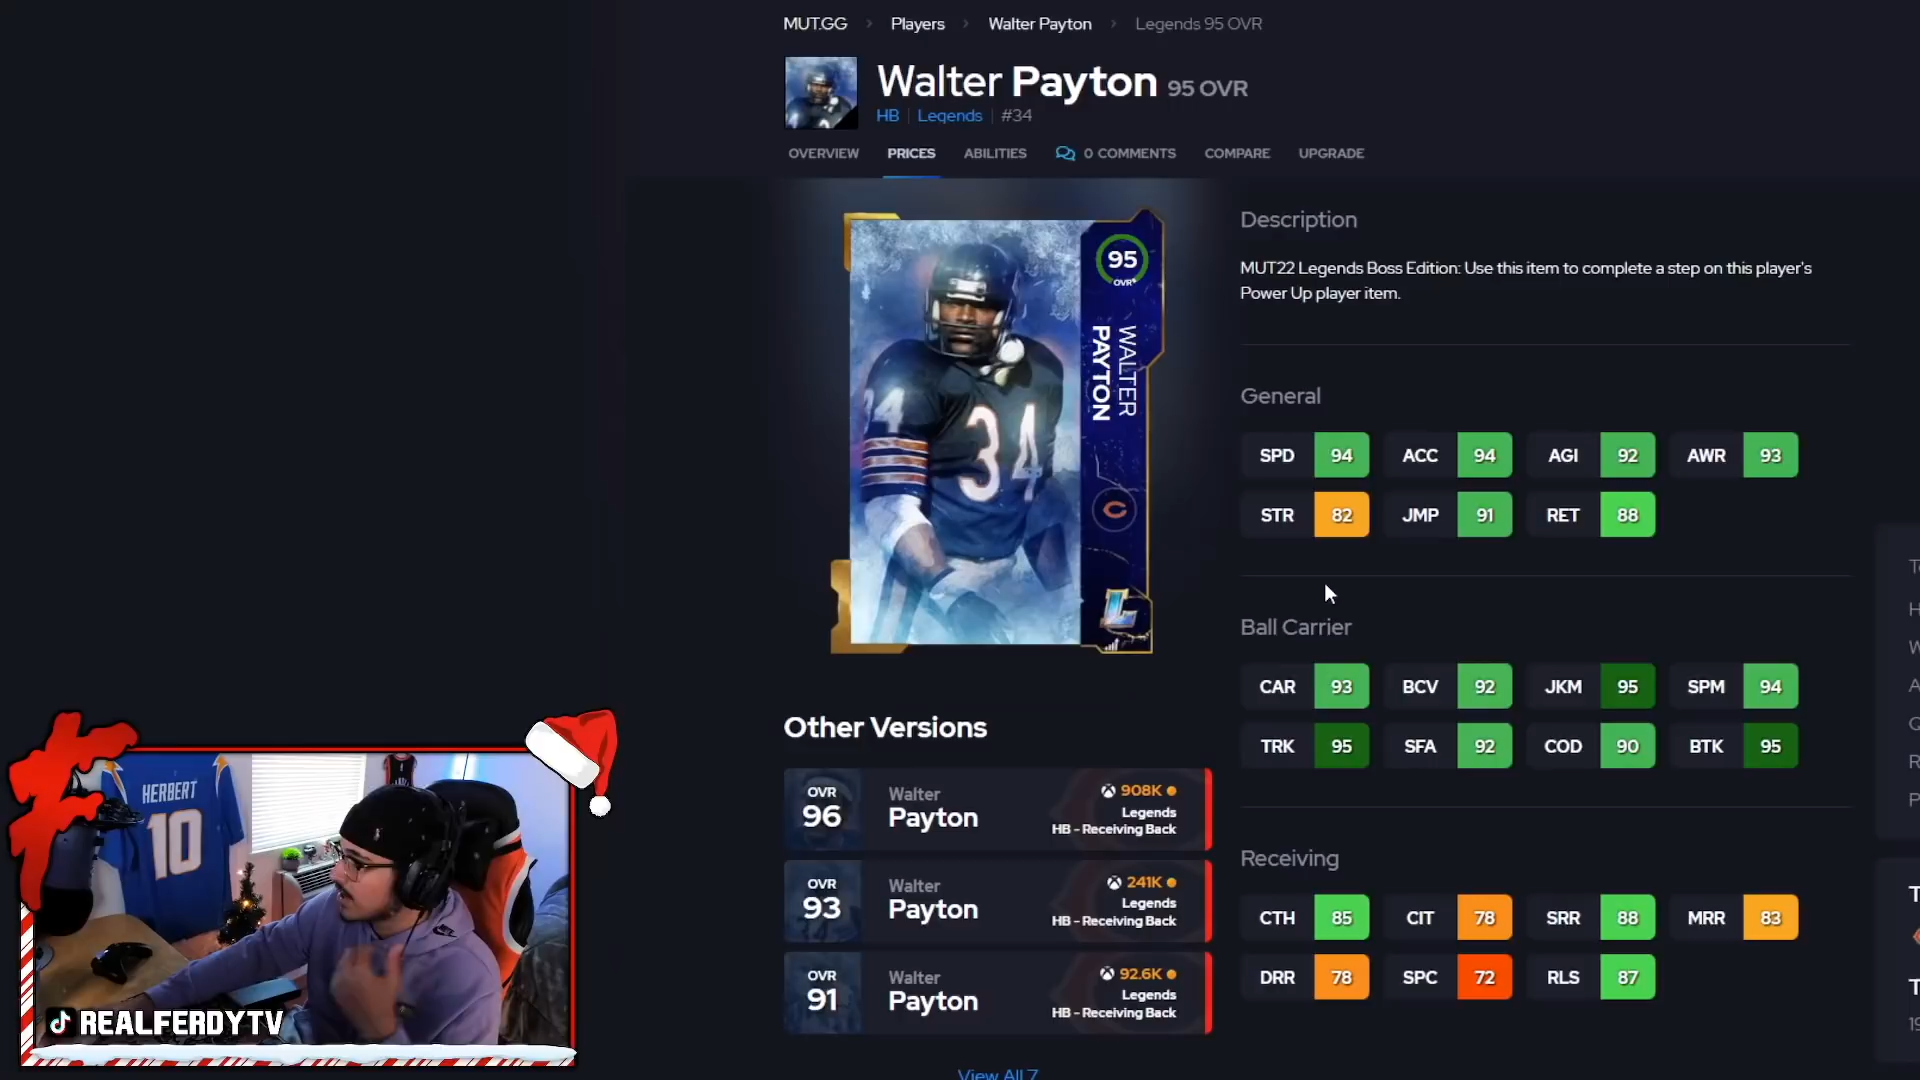 MUT.GG > Players > Walter Payton > Legends 95 OVR
Walter Payton 95 OVR
HB | Legends | #34
OVERVIEW PRICES ABILITIES 0 COMMENTS COMPARE UPGRADE
95
OVR
WALTER
PAYTON
34
34
C
L
Description
MUT22 Legends Boss Edition: Use this item to complete a step on this player's
Power Up player item.
General
SPD 94 ACC 94 AGI 92 AWR 93
STR 82 JMP 91 RET 88
Ball Carrier
CAR 93 BCV 92 JKM 95 SPM 94
TRK 95 SFA 92 COD 90 BTK 95
Receiving
CTH 85 CIT 78 SRR 88 MRR 83
DRR 78 SPC 72 RLS 87
Other Versions
OVR 96 Walter Payton 908K Legends HB - Receiving Back
OVR 93 Walter Payton 241K Legends HB - Receiving Back
OVR 91 Walter Payton 92.6K Legends HB - Receiving Back
View All 7
HERBERT
10
REALFERDYTV